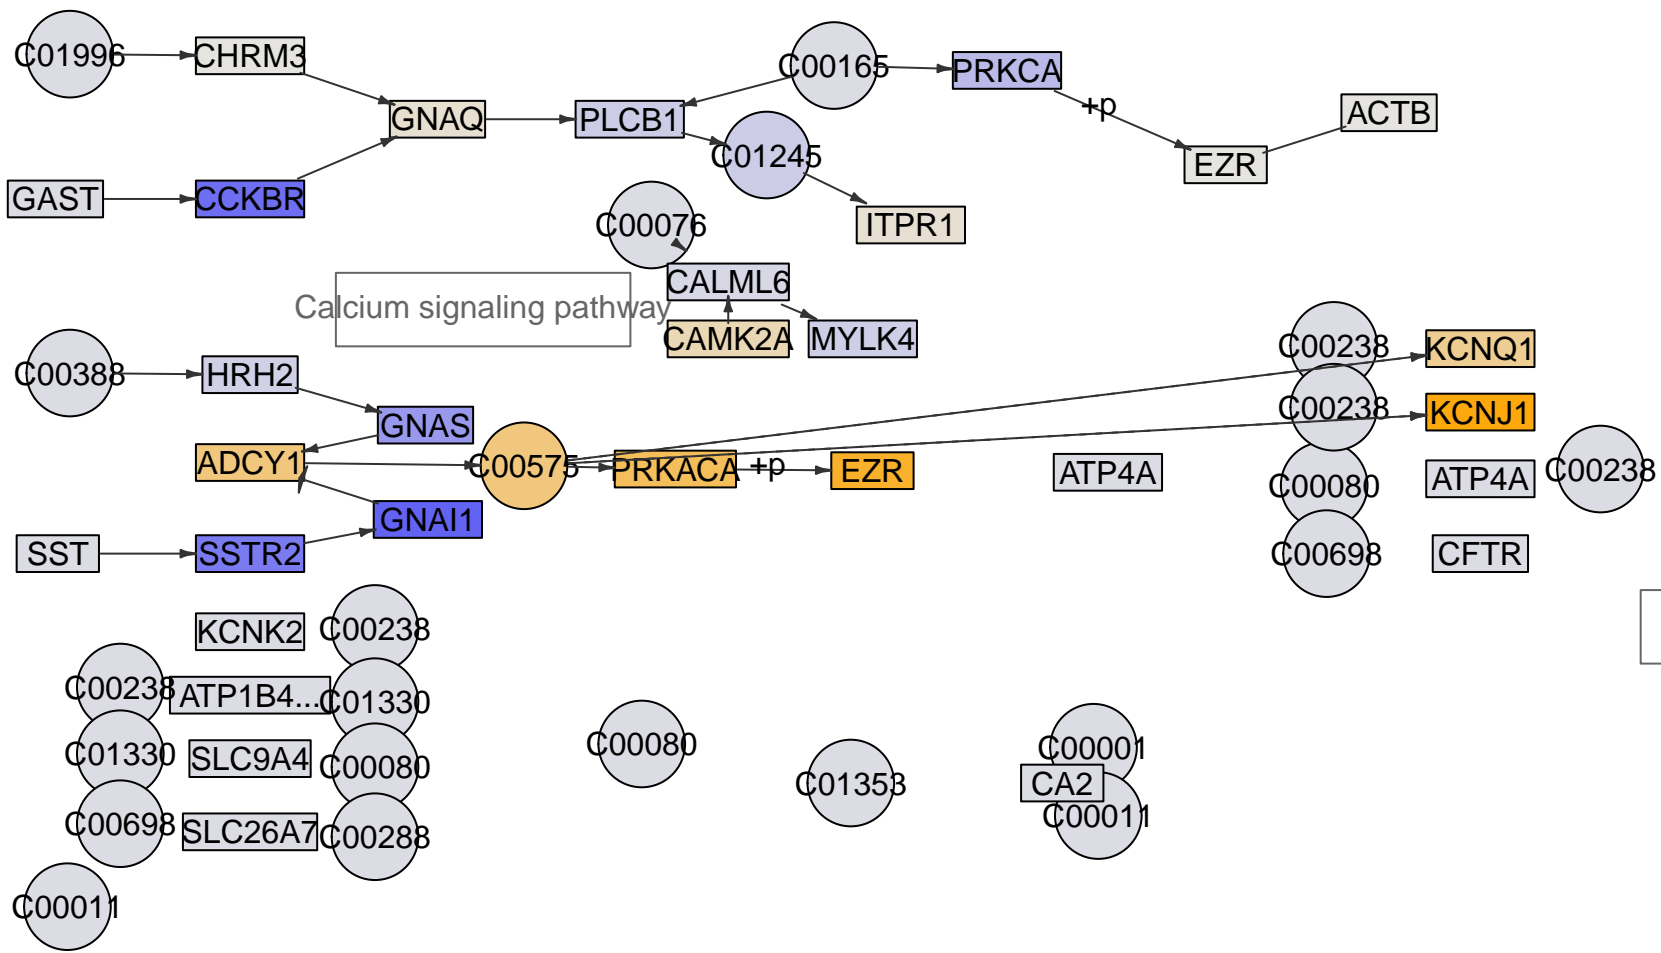 C01996
CHRM3
C00165
PRKCA
+p
ACTB
GNAQ
PLCB1
C01245
EZR
GAST
CCKBR
C00076
ITPR1
CALML6
Calcium signaling pathway
CAMK2A
MYLK4
C00238
KCNQ1
C00388
HRH2
C00238
KCNJ1
GNAS
ADCY1
C00575
PRKACA
+p
EZR
ATP4A
C00080
ATP4A
C00238
GNAI1
SST
SSTR2
C00698
CFTR
KCNK2
C00238
C00238
ATP1B4...
C01330
C01330
SLC9A4
C00080
C00080
C01353
C00001
CA2
C00011
C00698
SLC26A7
C00288
C00011